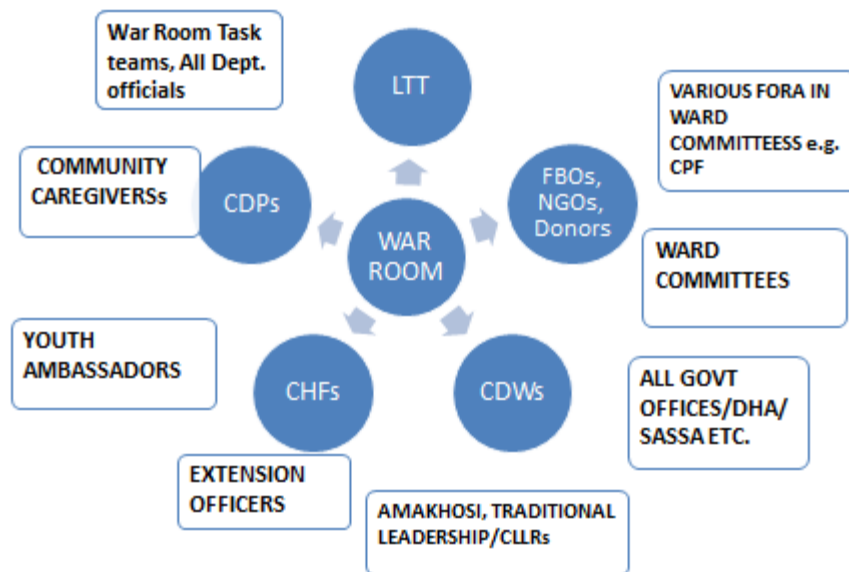 War Room Task
teams, All Dept.
officials
LTT
VARIOUS FORA IN
WARD
COMMITTEESS e.g.
CPF
COMMUNITY
CAREGIVERSs
CDPs
FBOs,
NGOs,
Donors
WAR
ROOM
WARD
COMMITTEES
YOUTH
AMBASSADORS
CHFs
CDWs
ALL GOVT
OFFICES/DHA/
SASSA ETC.
EXTENSION
OFFICERS
AMAKHOSI, TRADITIONAL
LEADERSHIP/CLLRs